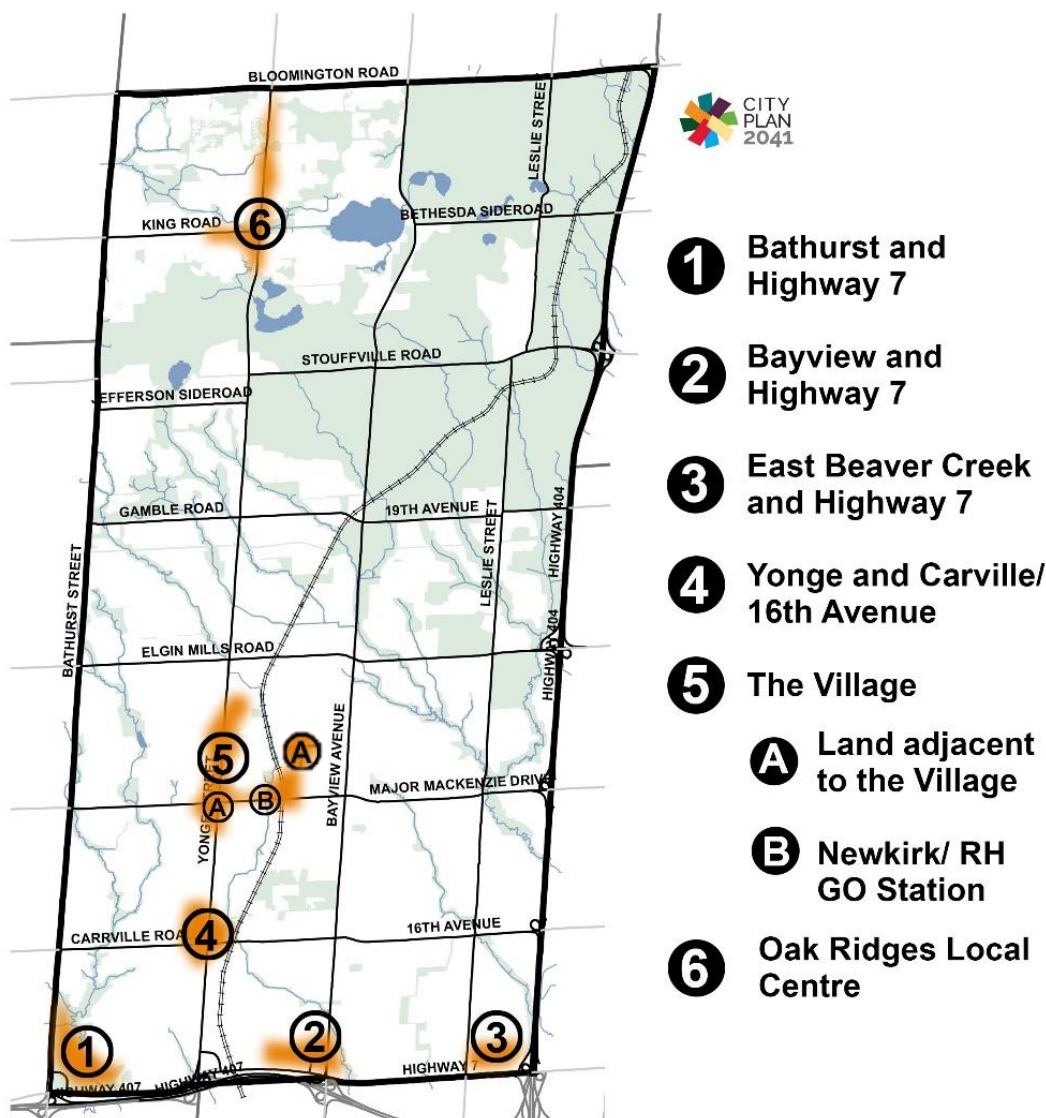 BLOOMINGTON ROAD
LESLIE STREET
CITY
PLAN
2041
KING ROAD
6
BETHESDA SIDEROAD
1 Bathurst and
Highway 7
STOUFFVILLE ROAD
2 Bayview and
Highway 7
JEFFERSON SIDEROAD
3 East Beaver Creek
and Highway 7
GAMBLE ROAD
19TH AVENUE
LESLIE STREET
HIGHWAY 404
BATHURST STREET
4 Yonge and Carville/
16th Avenue
ELGIN MILLS ROAD
HIGHWAY 404
5 The Village
5
A
A Land adjacent
to the Village
BAYVIEW AVENUE
MAJOR MACKENZIE DRIVE
A
B
YONGE STREET
B Newkirk/ RH
GO Station
CARRVILLE ROAD
4
16TH AVENUE
6 Oak Ridges Local
Centre
1
2
3
HIGHWAY 407
HIGHWAY 407
HIGHWAY 7